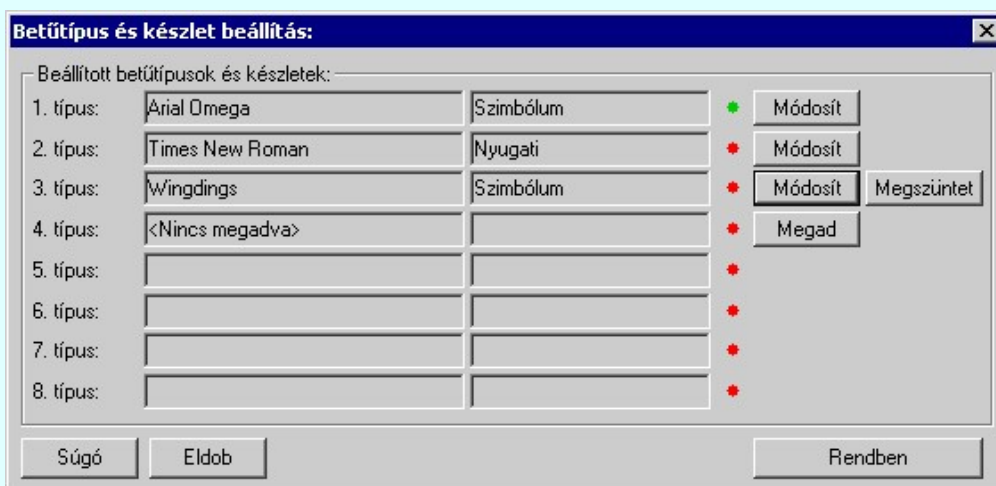 Betűtípus és készlet beállítás:
Beállított betűtípusok és készletek:
1. típus: Arial Omega Szimbólum Módosít
2. típus: Times New Roman Nyugati Módosít
3. típus: Wingdings Szimbólum Módosít Megszüntet
4. típus: <Nincs megadva> Megad
5. típus:
6. típus:
7. típus:
8. típus:
Súgó Eldob Rendben